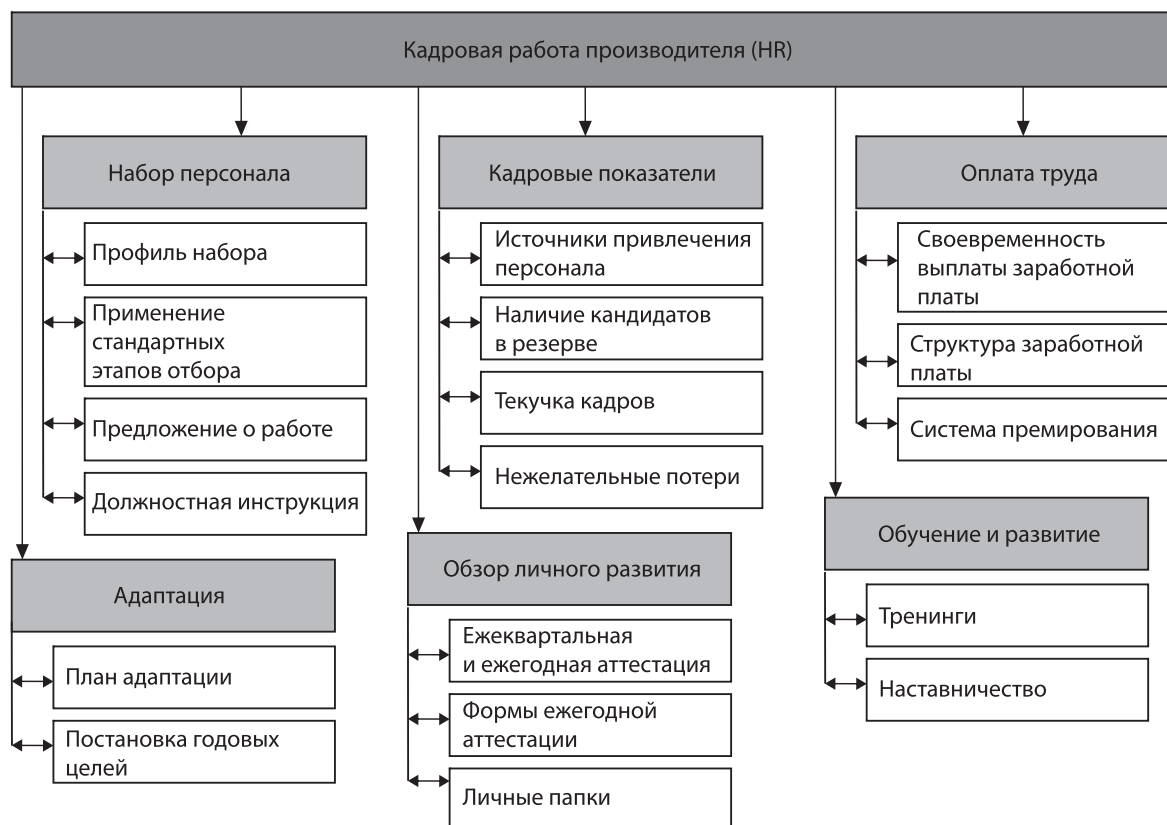 Кадровая работа производителя (HR)
Набор персонала
Профиль набора
Применение
стандартных
этапов отбора
Предложение о работе
Должностная инструкция
Адаптация
План адаптации
Постановка годовых
целей
Кадровые показатели
Источники привлечения
персонала
Наличие кандидатов
в резерве
Текучка кадров
Нежелательные потери
Обзор личного развития
Ежеквартальная
и ежегодная аттестация
Формы ежегодной
аттестации
Личные папки
Оплата труда
Своевременность
выплаты заработной
платы
Структура заработной
платы
Система премирования
Обучение и развитие
Тренинги
Наставничество